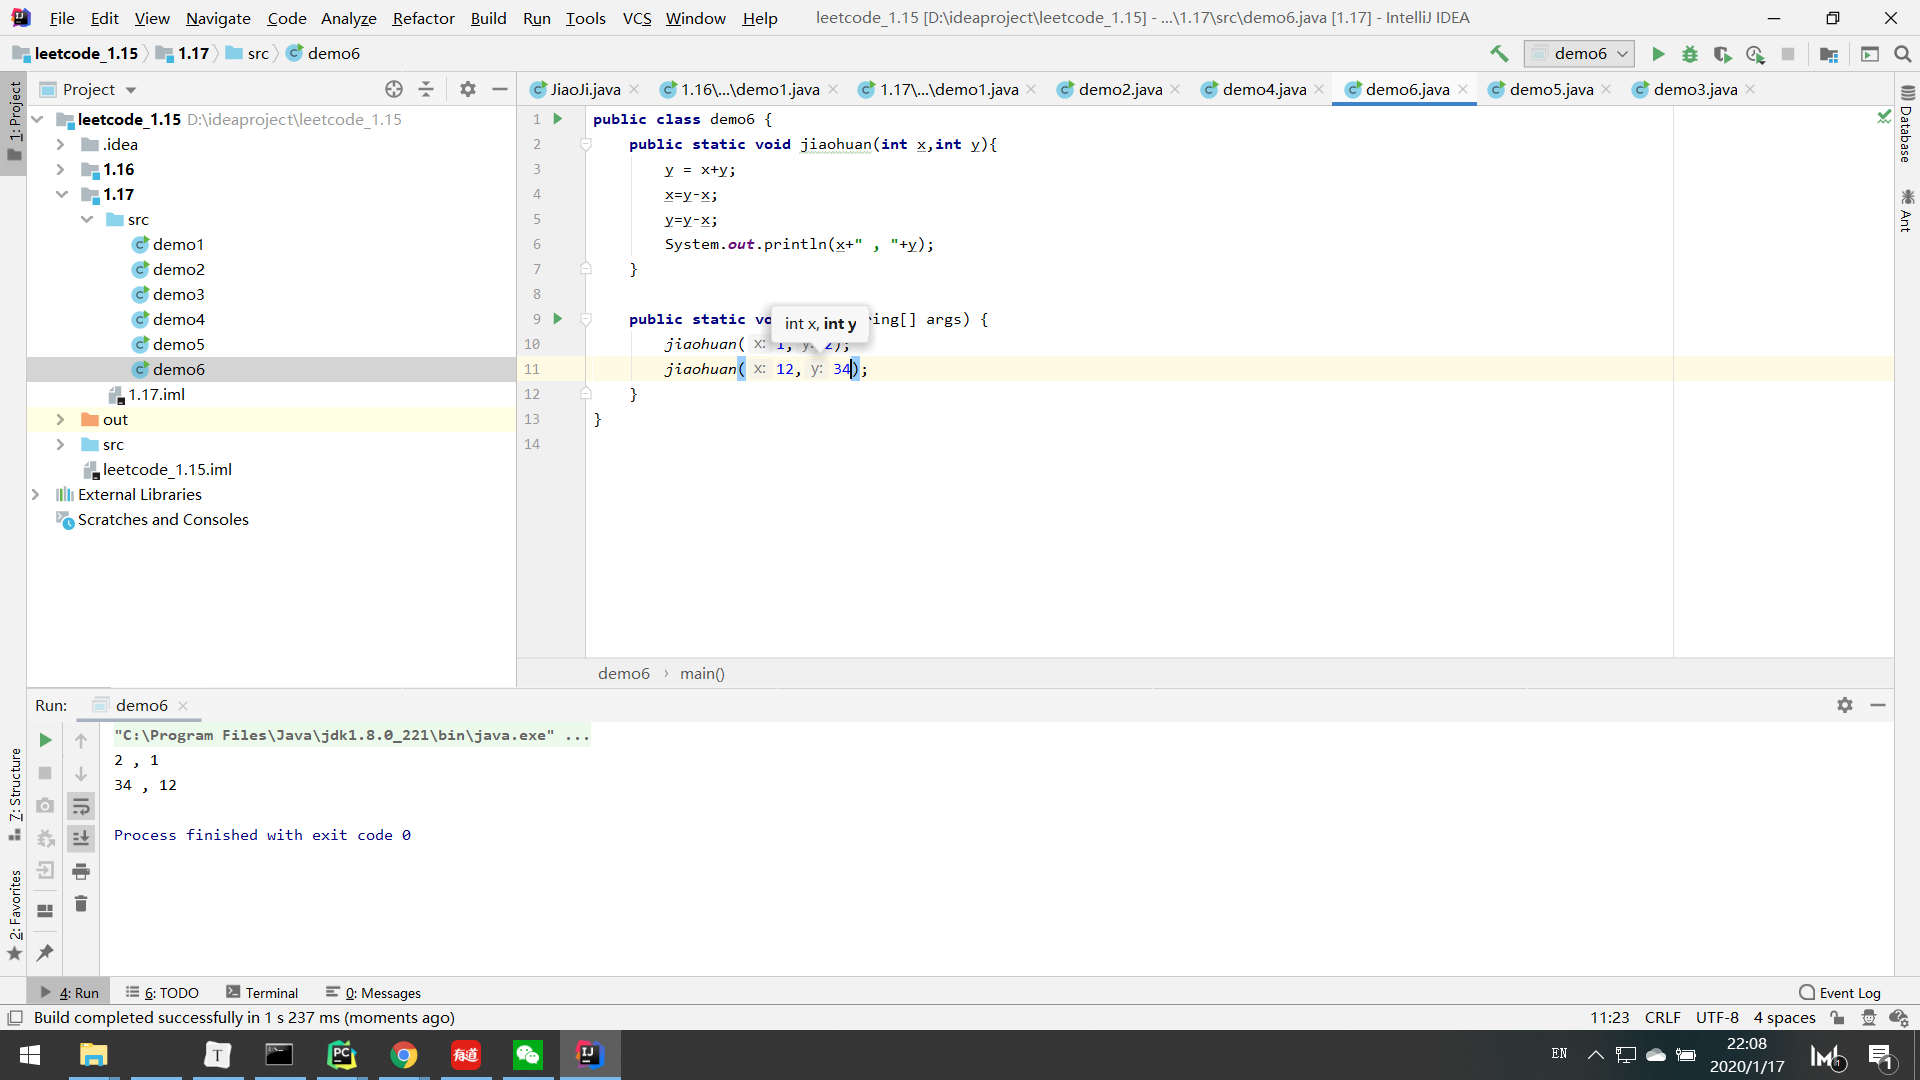 File Edit View Navigate Code Analyze Refactor Build Run Tools VCS Window Help leetcode_1.15 [D:\ideaproject\leetcode_1.15] - ...\1.17\src\demo6.java [1.17] - IntelliJ IDEA
leetcode_1.15 1.17 src demo6 demo6
1: Project
Project
JiaoJi.java 1.16\...\demo1.java 1.17\...\demo1.java demo2.java demo4.java demo6.java demo5.java demo3.java
leetcode_1.15 D:\ideaproject\leetcode_1.15
.idea
1.16
1.17
src
demo1
demo2
demo3
demo4
demo5
demo6
1.17.iml
out
src
leetcode_1.15.iml
External Libraries
Scratches and Consoles
1 public class demo6 {
2 public static void jiaohuan(int x,int y){
3 y = x+y;
4 x=y-x;
5 y=y-x;
6 System.out.println(x+" , "+y);
7 }
8
9 public static vo ring[] args) {
int x, int y
10 jiaohuan( x: 1, y: 2);
11 jiaohuan( x: 12, y: 34);
12 }
13 }
14
Database
Ant
demo6 › main()
Run: demo6
"C:\Program Files\Java\jdk1.8.0_221\bin\java.exe" ...
2 , 1
34 , 12
Process finished with exit code 0
7: Structure
2: Favorites
4: Run 6: TODO Terminal 0: Messages Event Log
Build completed successfully in 1 s 237 ms (moments ago) 11:23 CRLF UTF-8 4 spaces
T PC 有道 IJ EN 22:08
2020/1/17 1 1